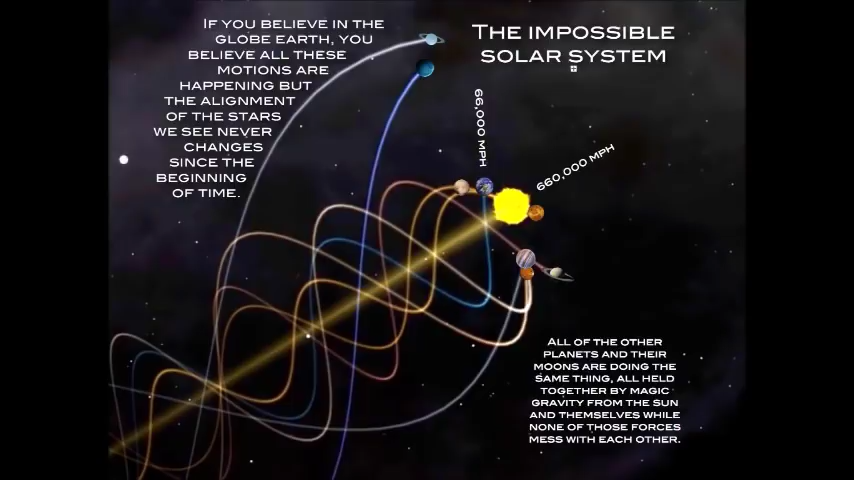 If you believe in the
globe earth, you
believe all these
motions are
happening but
the alignment
of the stars
we see never
changes
since the
beginning
of time.
The impossible
solar system
66,000 mph
660,000 mph
All of the other
planets and their
moons are doing the
same thing, all held
together by magic
gravity from the sun
and themselves while
none of those forces
mess with each other.